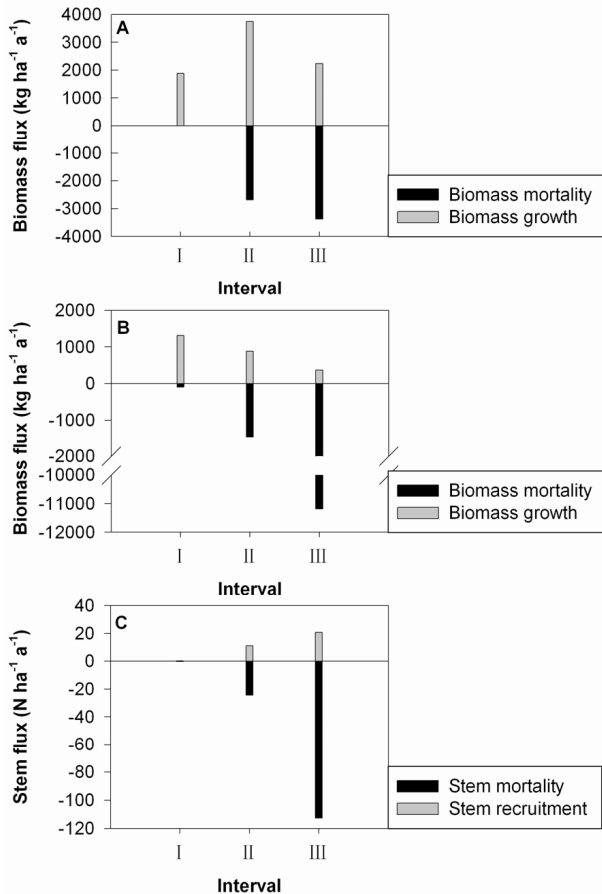 A
Biomass flux (kg ha⁻¹ a⁻¹)
4000
3000
2000
1000
0
-1000
-2000
-3000
-4000
I II III
Interval
Biomass mortality
Biomass growth
B
Biomass flux (kg ha⁻¹ a⁻¹)
2000
1000
0
-1000
-2000
-10000
-11000
-12000
I II III
Interval
Biomass mortality
Biomass growth
C
Stem flux (N ha⁻¹ a⁻¹)
40
20
0
-20
-40
-60
-80
-100
-120
I II III
Interval
Stem mortality
Stem recruitment